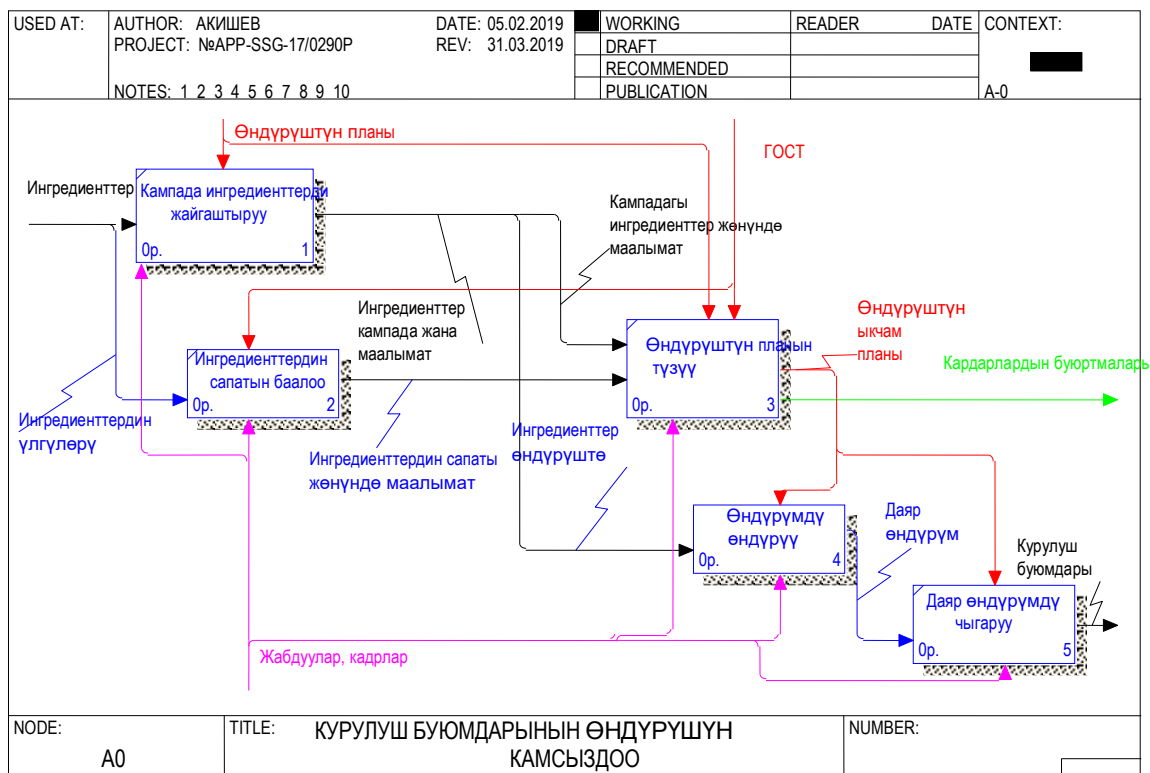 USED AT:
AUTHOR: АКИШЕВ
DATE: 05.02.2019
PROJECT: №APP-SSG-17/0290P
REV: 31.03.2019
NOTES: 1 2 3 4 5 6 7 8 9 10
WORKING
DRAFT
RECOMMENDED
PUBLICATION
READER
DATE
CONTEXT:
A-0
Өндүрүштүн планы
ГОСТ
Ингредиенттер
Кампада ингредиенттерди
жайгаштыруу
0р.
1
Кампадагы
ингредиенттер жөнүндө
маалымат
Ингредиенттер
кампада жана
маалымат
Өндүрүштүн
ыкчам
планы
Өндүрүштүн планын
түзүү
0р.
3
Кардарлардын буюртмалары
Ингредиенттердин
сапатын баалоо
0р.
2
Ингредиенттердин
үлгүлөрү
Ингредиенттердин сапаты
жөнүндө маалымат
Ингредиенттер
өндүрүштө
Өндүрүмдү
өндүрүү
0р.
4
Даяр
өндүрүм
Курулуш
буюмдары
Даяр өндүрүмдү
чыгаруу
0р.
5
Жабдуулар, кадрлар
NODE:
A0
TITLE:
КУРУЛУШ БУЮМДАРЫНЫН ӨНДҮРҮШҮН
КАМСЫЗДОО
NUMBER: